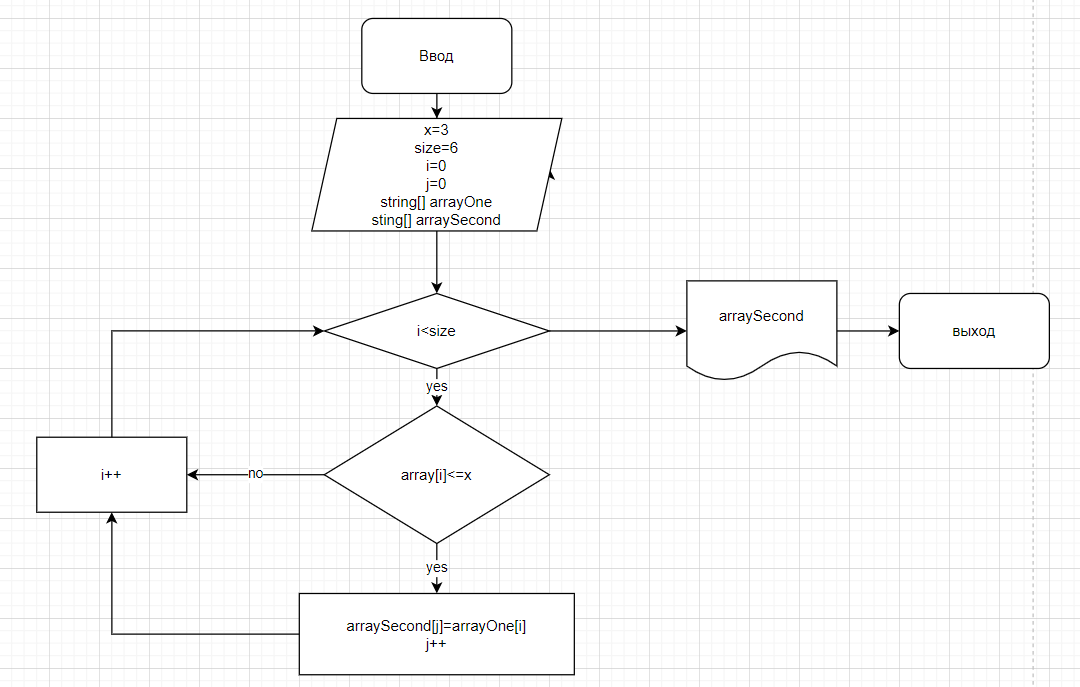 Ввод
x=3
size=6
i=0
j=0
string[] arrayOne
sting[] arraySecond
i<size
arraySecond
выход
yes
array[i]<=x
no
i++
yes
arraySecond[j]=arrayOne[i]
j++